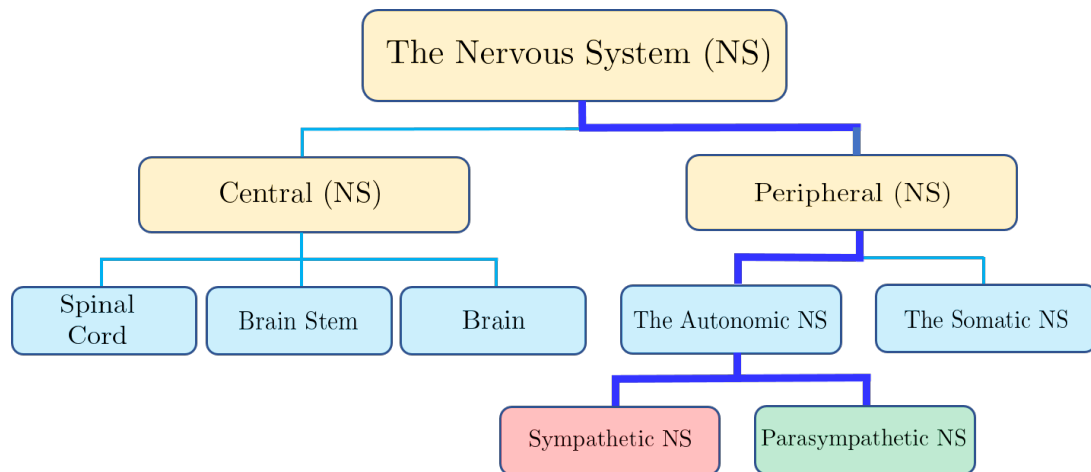 The Nervous System (NS)
Central (NS)
Peripheral (NS)
Spinal
Cord
Brain Stem
Brain
The Autonomic NS
The Somatic NS
Sympathetic NS
Parasympathetic NS